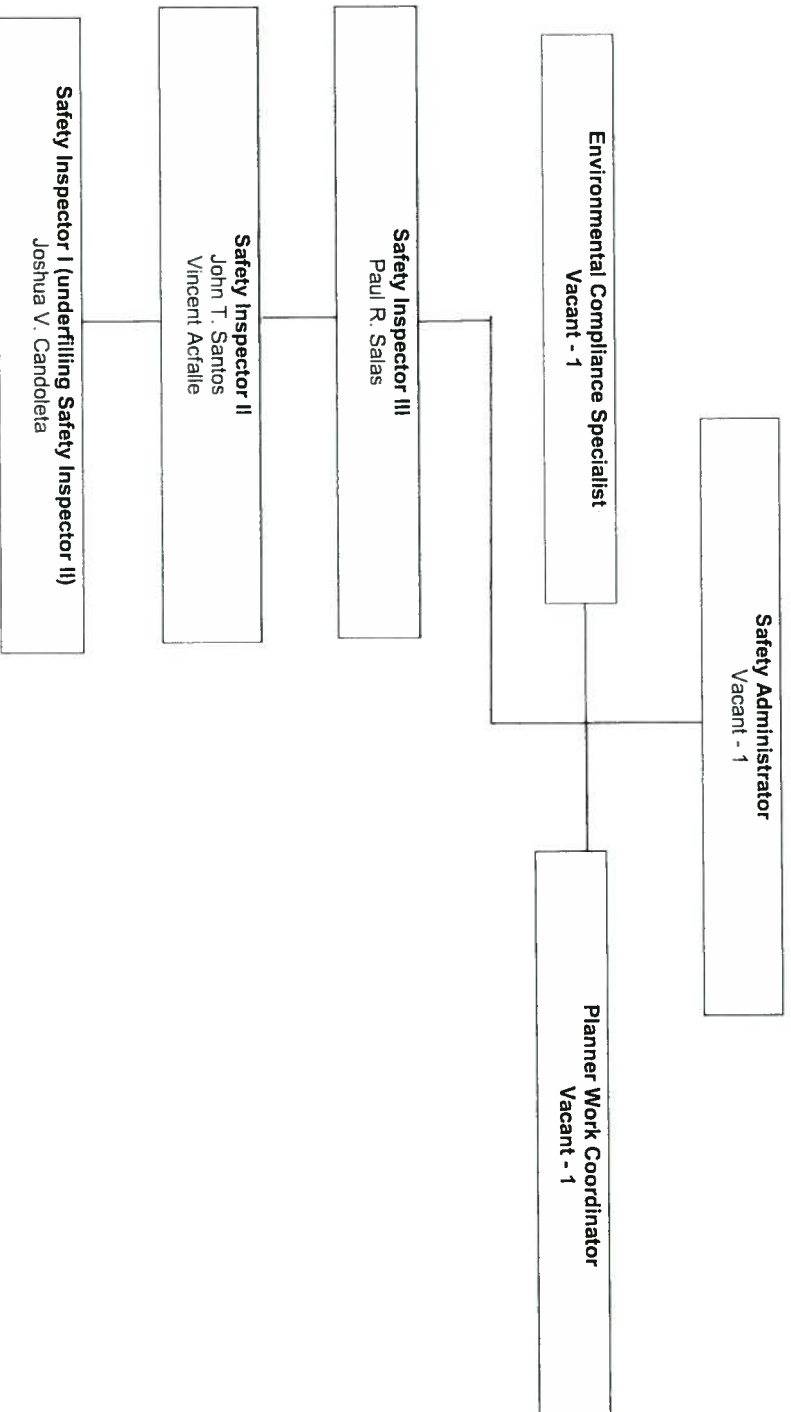 Safety Administrator
Vacant - 1
Environmental Compliance Specialist
Vacant - 1
Planner Work Coordinator
Vacant - 1
Safety Inspector III
Paul R. Salas
Safety Inspector II
John T. Santos
Vincent Acfalle
Safety Inspector I (underfilling Safety Inspector II)
Joshua V. Candoleta